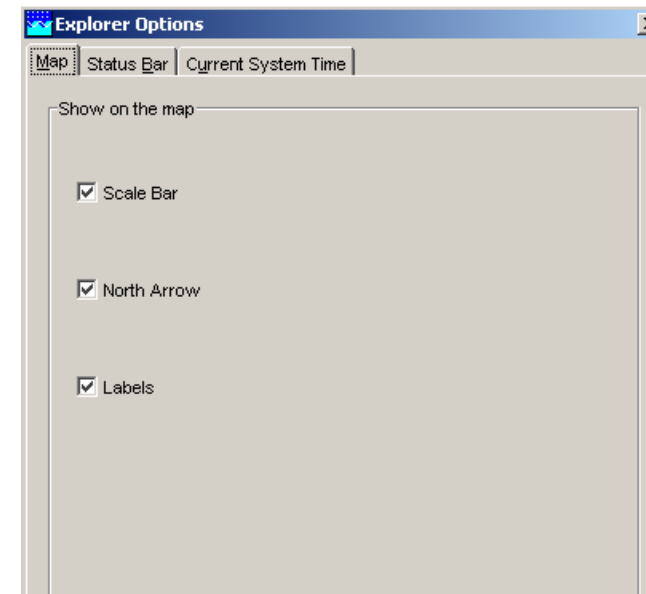 Explorer Options
Map Status Bar Current System Time
Show on the map
Scale Bar
North Arrow
Labels